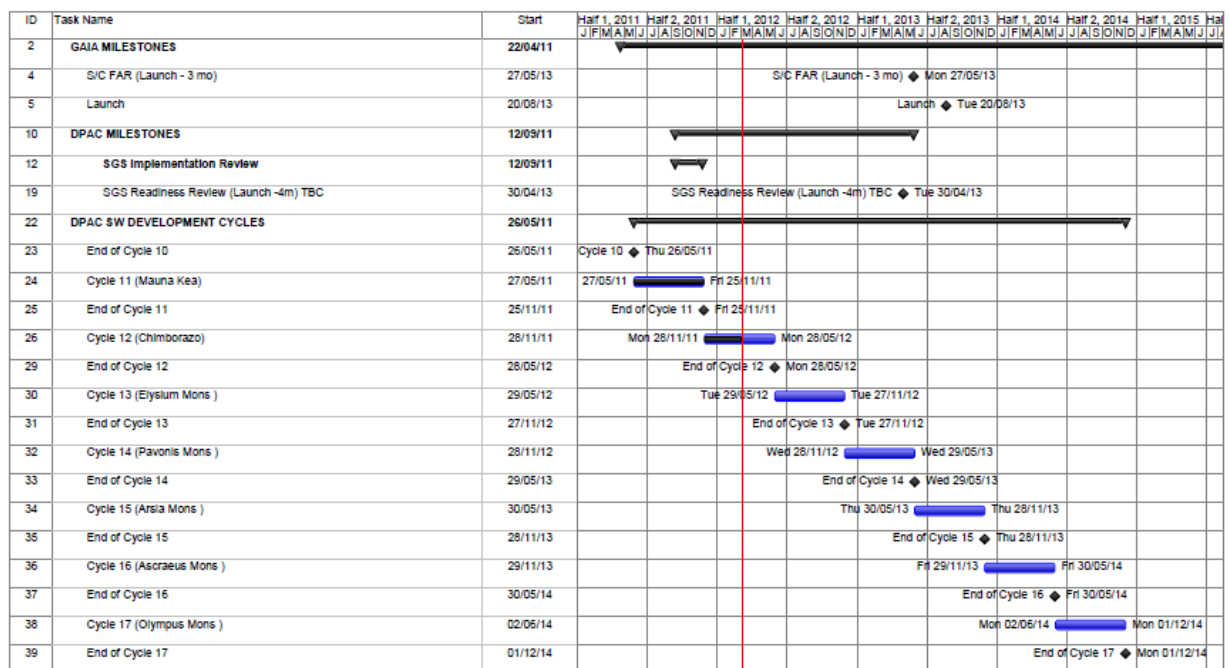 ID Task Name Start Half 1, 2011 Half 2, 2011 Half 1, 2012 Half 2, 2012 Half 1, 2013 Half 2, 2013 Half 1, 2014 Half 2, 2014 Half 1, 2015 Hal
J F M A M J J A S O N D J F M A M J J A S O N D J F M A M J J A S O N D J F M A M J J A S O N D J F M A M J J
2 GAIA MILESTONES 22/04/11
4 S/C FAR (Launch - 3 mo) 27/05/13 S/C FAR (Launch - 3 mo) Mon 27/05/13
5 Launch 20/08/13 Launch Tue 20/08/13
10 DPAC MILESTONES 12/09/11
12 SGS Implementation Review 12/09/11
19 SGS Readiness Review (Launch -4m) TBC 30/04/13 SGS Readiness Review (Launch -4m) TBC Tue 30/04/13
22 DPAC SW DEVELOPMENT CYCLES 26/05/11
23 End of Cycle 10 26/05/11 Cycle 10 Thu 26/05/11
24 Cycle 11 (Mauna Kea) 27/05/11 27/05/11 Fri 25/11/11
25 End of Cycle 11 25/11/11 End of Cycle 11 Fri 25/11/11
26 Cycle 12 (Chimborazo) 28/11/11 Mon 28/11/11 Mon 28/05/12
29 End of Cycle 12 28/05/12 End of Cycle 12 Mon 28/05/12
30 Cycle 13 (Elysium Mons ) 29/05/12 Tue 29/05/12 Tue 27/11/12
31 End of Cycle 13 27/11/12 End of Cycle 13 Tue 27/11/12
32 Cycle 14 (Pavonis Mons ) 28/11/12 Wed 28/11/12 Wed 29/05/13
33 End of Cycle 14 29/05/13 End of Cycle 14 Wed 29/05/13
34 Cycle 15 (Arsia Mons ) 30/05/13 Thu 30/05/13 Thu 28/11/13
35 End of Cycle 15 28/11/13 End of Cycle 15 Thu 28/11/13
36 Cycle 16 (Ascraeus Mons ) 29/11/13 Fri 29/11/13 Fri 30/05/14
37 End of Cycle 16 30/05/14 End of Cycle 16 Fri 30/05/14
38 Cycle 17 (Olympus Mons ) 02/06/14 Mon 02/06/14 Mon 01/12/14
39 End of Cycle 17 01/12/14 End of Cycle 17 Mon 01/12/14